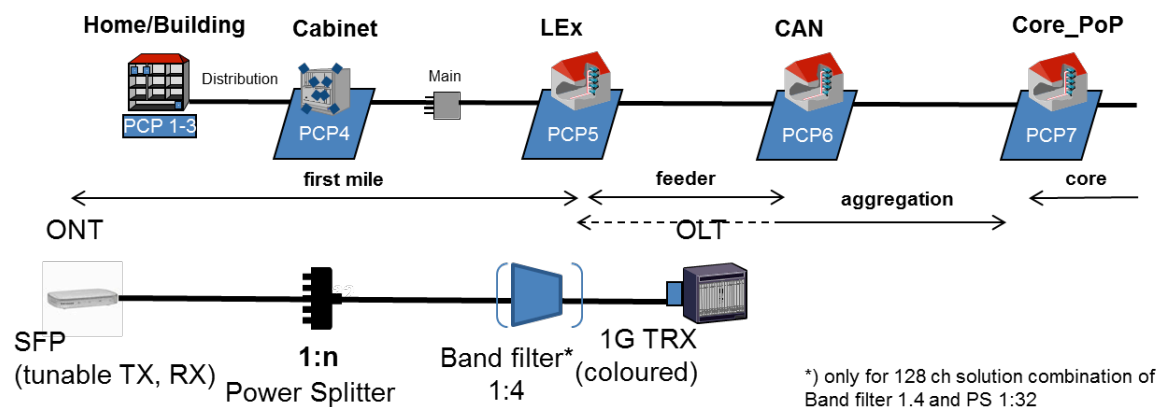 Home/Building
Cabinet
LEx
CAN
Core_PoP
Distribution
Main
PCP 1-3
PCP4
PCP5
PCP6
PCP7
first mile
feeder
aggregation
core
ONT
OLT
SFP
(tunable TX, RX)
1:n
Power Splitter
Band filter*
1:4
1G TRX
(coloured)
*) only for 128 ch solution combination of
Band filter 1.4 and PS 1:32